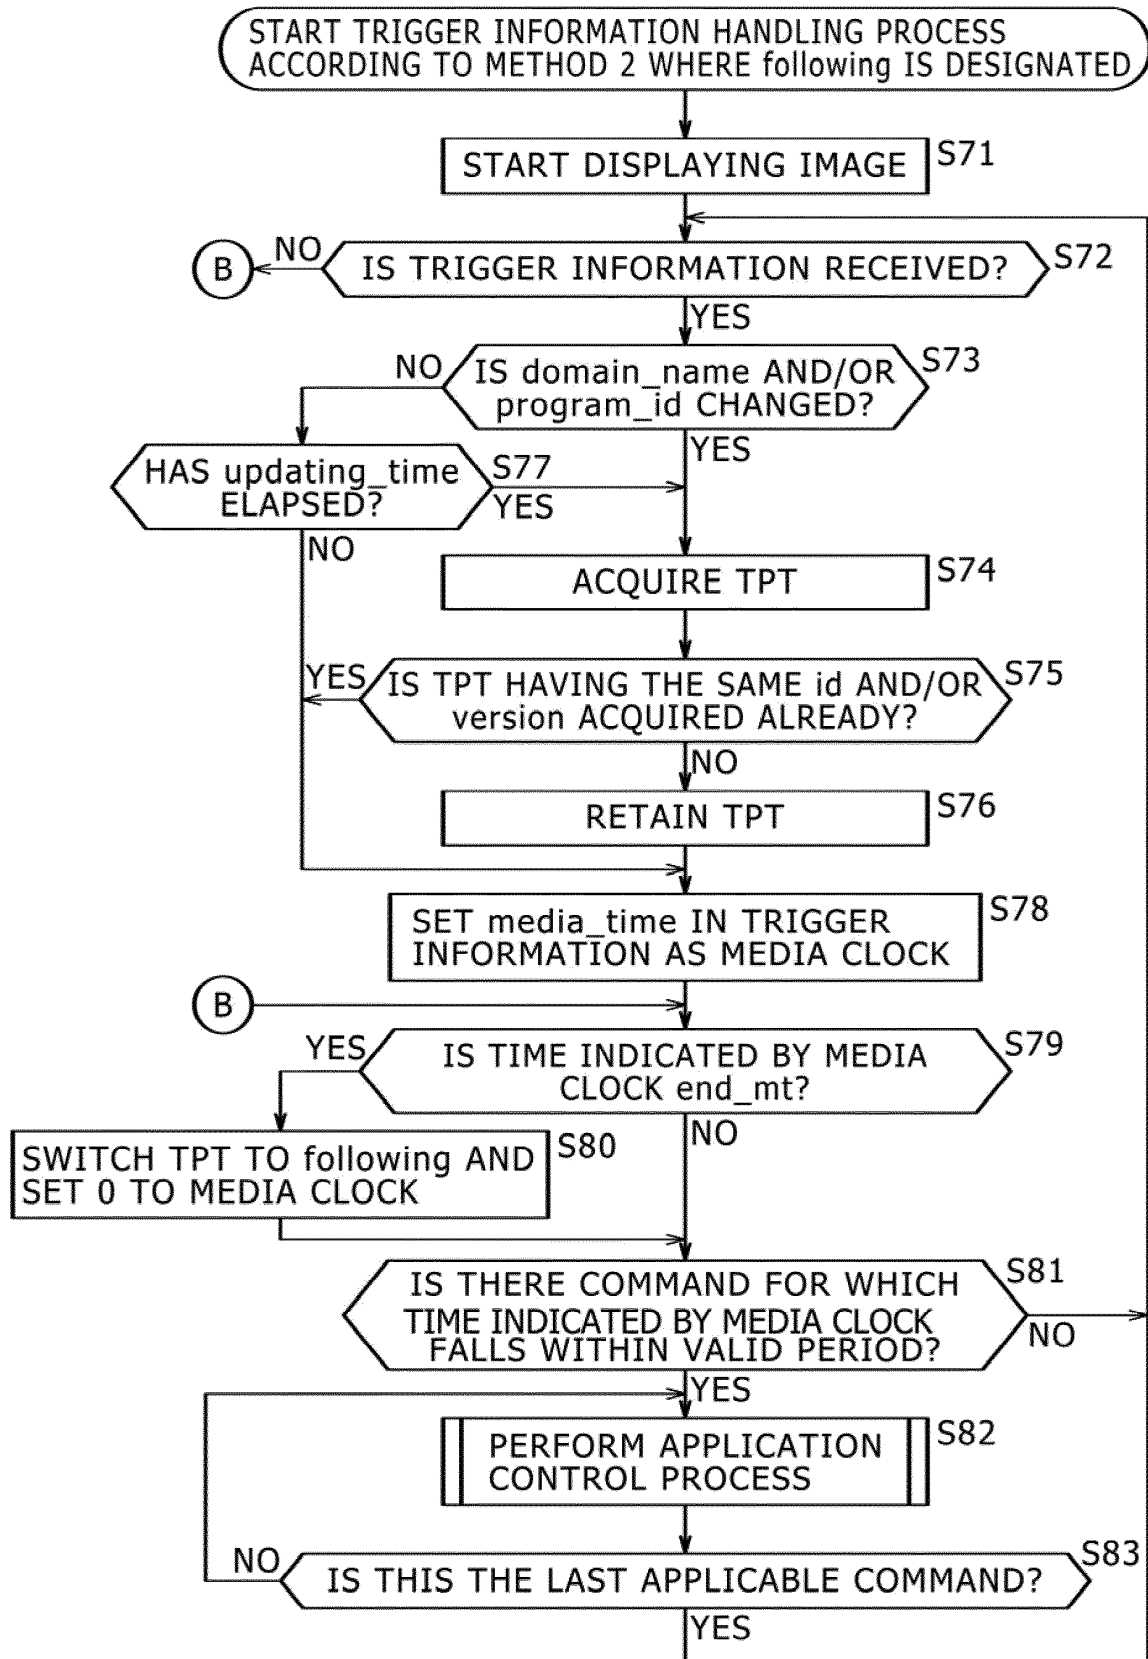 START TRIGGER INFORMATION HANDLING PROCESS
ACCORDING TO METHOD 2 WHERE following IS DESIGNATED
START DISPLAYING IMAGE
S71
B
NO
IS TRIGGER INFORMATION RECEIVED?
S72
YES
NO
IS domain_name AND/OR
program_id CHANGED?
S73
YES
HAS updating_time
ELAPSED?
S77
YES
NO
ACQUIRE TPT
S74
YES
IS TPT HAVING THE SAME id AND/OR
version ACQUIRED ALREADY?
S75
NO
RETAIN TPT
S76
SET media_time IN TRIGGER
INFORMATION AS MEDIA CLOCK
S78
B
YES
IS TIME INDICATED BY MEDIA
CLOCK end_mt?
S79
NO
SWITCH TPT TO following AND
SET 0 TO MEDIA CLOCK
S80
IS THERE COMMAND FOR WHICH
TIME INDICATED BY MEDIA CLOCK
FALLS WITHIN VALID PERIOD?
S81
NO
YES
PERFORM APPLICATION
CONTROL PROCESS
S82
NO
IS THIS THE LAST APPLICABLE COMMAND?
S83
YES